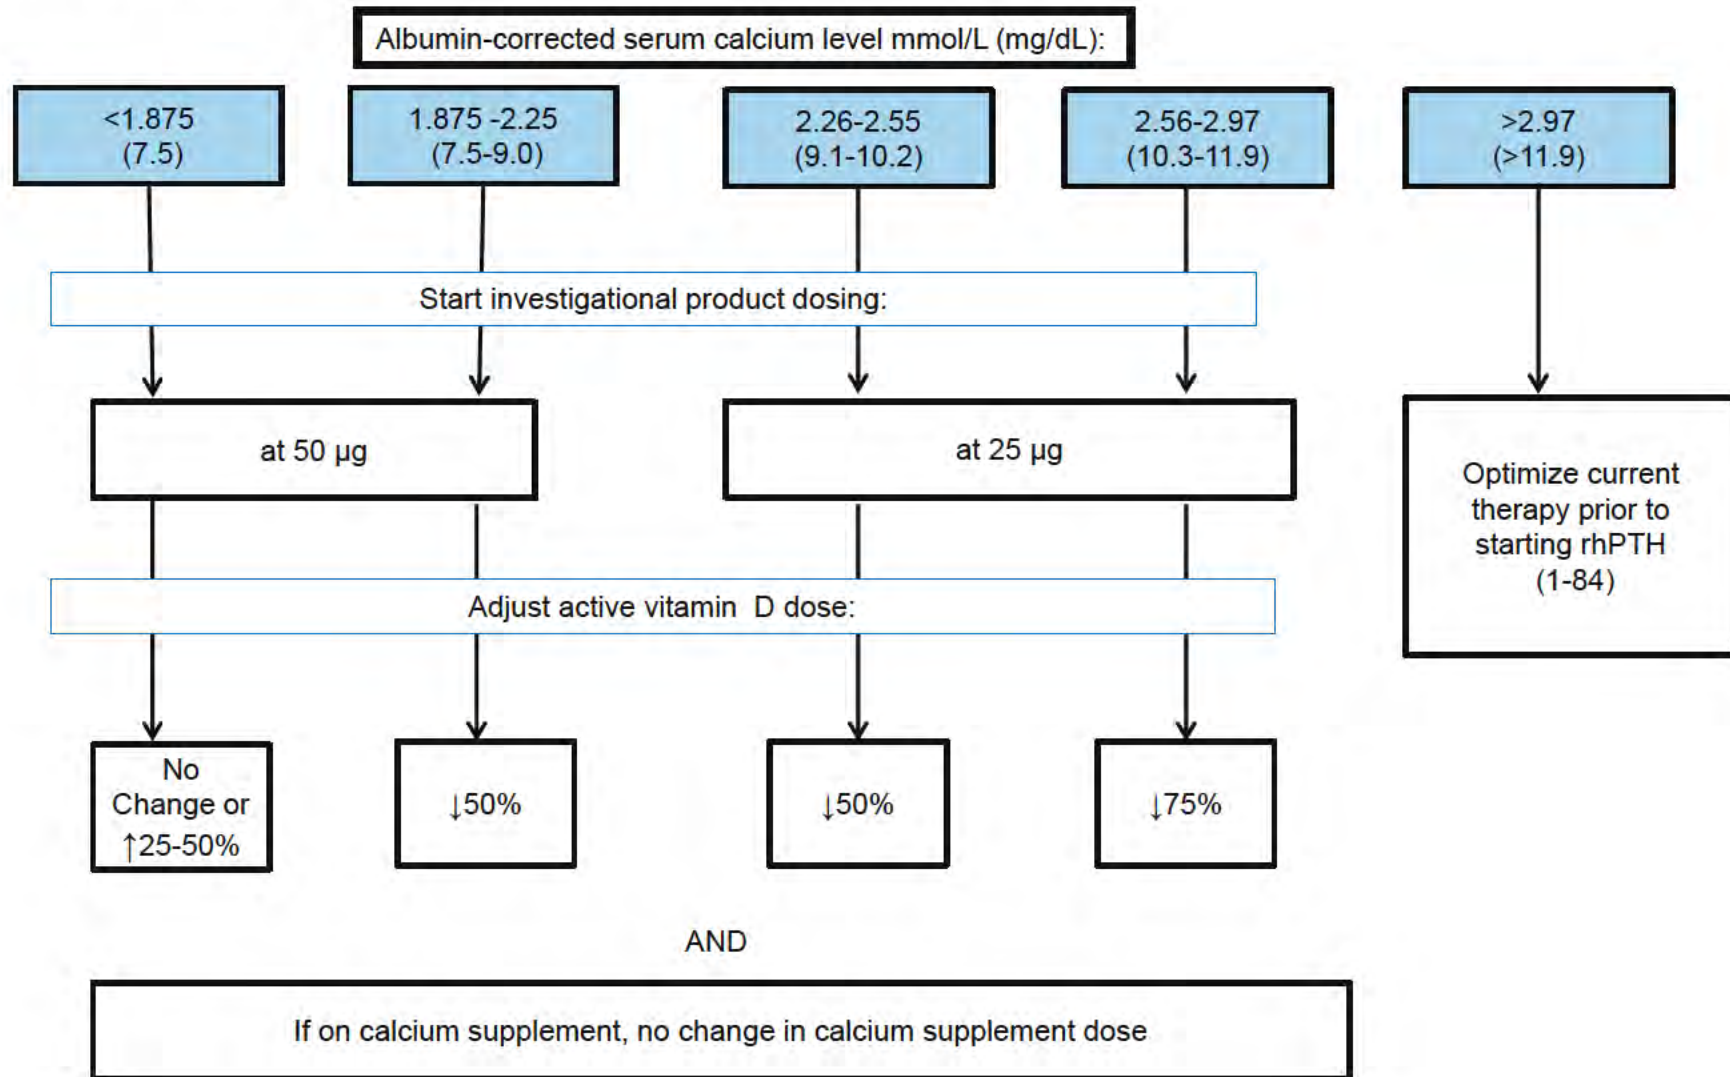 Albumin-corrected serum calcium level mmol/L (mg/dL):
<1.875
(7.5)
1.875 -2.25
(7.5-9.0)
2.26-2.55
(9.1-10.2)
2.56-2.97
(10.3-11.9)
>2.97
(>11.9)
Start investigational product dosing:
at 50 µg
at 25 µg
Optimize current
therapy prior to
starting rhPTH
(1-84)
Adjust active vitamin  D dose:
No
Change or
↑25-50%
↓50%
↓50%
↓75%
AND
If on calcium supplement, no change in calcium supplement dose